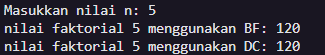 Masukkan nilai n: 5
nilai faktorial 5 menggunakan BF: 120
nilai faktorial 5 menggunakan DC: 120